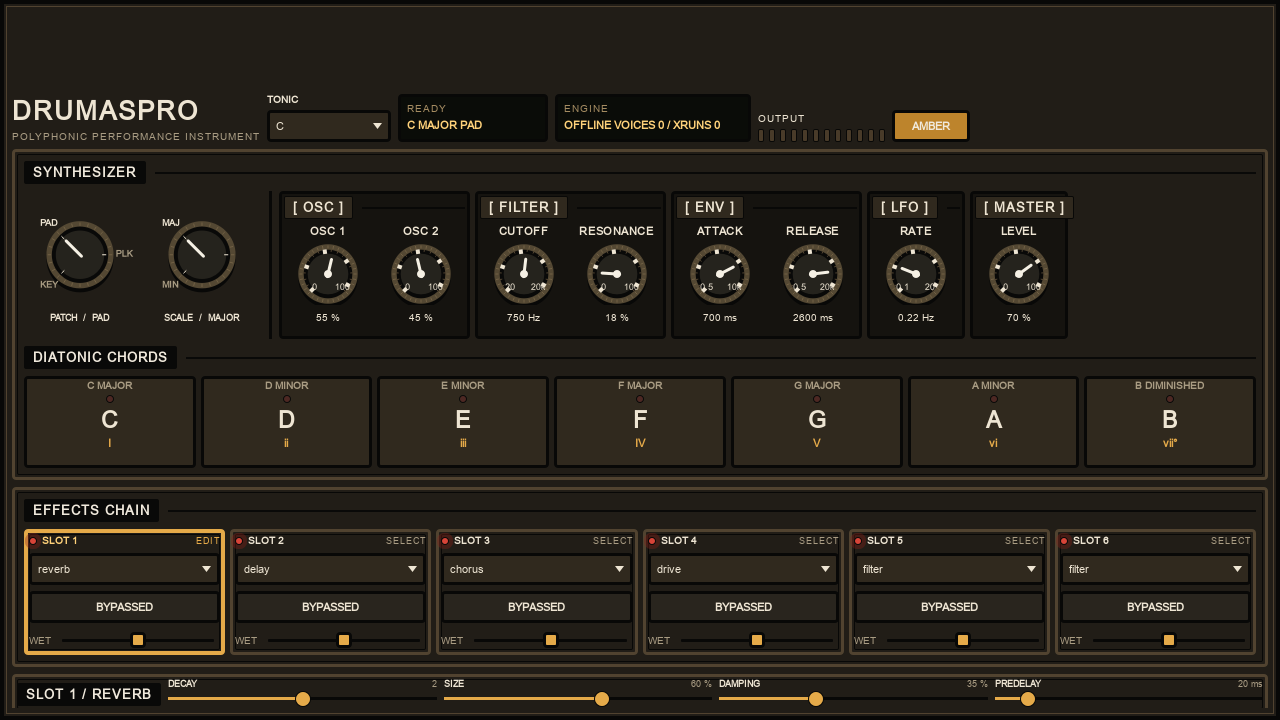 DRUMASPRO
POLYPHONIC PERFORMANCE INSTRUMENT
TONIC
C
READY
C MAJOR PAD
ENGINE
OFFLINE VOICES 0 / XRUNS 0
OUTPUT
AMBER
SYNTHESIZER
PAD
PLK
KEY
PATCH / PAD
MAJ
MIN
SCALE / MAJOR
[ OSC ]
OSC 1
0 100
55 %
OSC 2
0 100
45 %
[ FILTER ]
CUTOFF
20 20k
750 Hz
RESONANCE
0 100
18 %
[ ENV ]
ATTACK
0.5 100
700 ms
RELEASE
0.5 20k
2600 ms
[ LFO ]
RATE
0.1 20
0.22 Hz
[ MASTER ]
LEVEL
0 100
70 %
DIATONIC CHORDS
C MAJOR
C
I
D MINOR
D
ii
E MINOR
E
iii
F MAJOR
F
IV
G MAJOR
G
V
A MINOR
A
vi
B DIMINISHED
B
vii°
EFFECTS CHAIN
SLOT 1 EDIT
reverb
BYPASSED
WET
SLOT 2 SELECT
delay
BYPASSED
WET
SLOT 3 SELECT
chorus
BYPASSED
WET
SLOT 4 SELECT
drive
BYPASSED
WET
SLOT 5 SELECT
filter
BYPASSED
WET
SLOT 6 SELECT
filter
BYPASSED
WET
SLOT 1 / REVERB
DECAY 2
SIZE 60 %
DAMPING 35 %
PREDELAY 20 ms